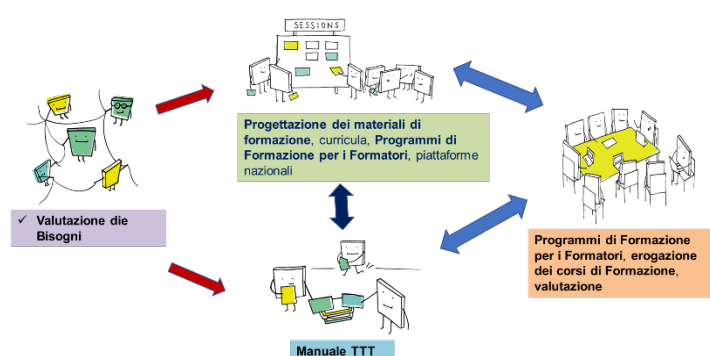 SESSIONS
Progettazione dei materiali di
formazione, curricula, Programmi di
Formazione per i Formatori, piattaforme
nazionali
✓ Valutazione die
Bisogni
Programmi di Formazione
per i Formatori, erogazione
dei corsi di Formazione,
valutazione
Manuale TTT